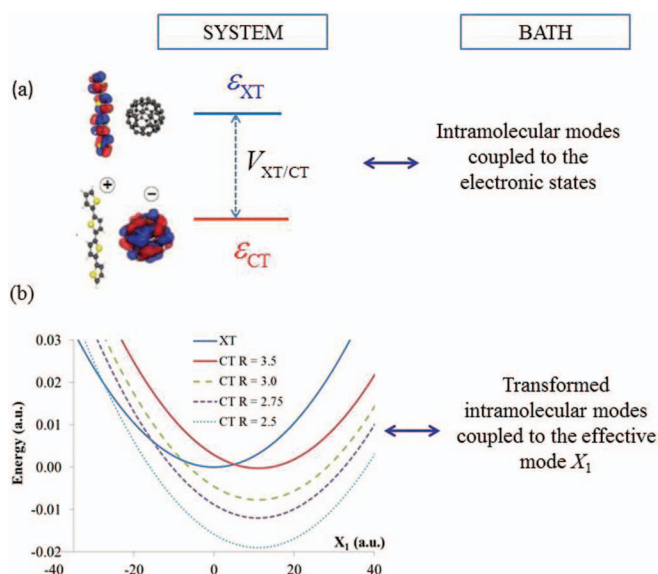 SYSTEM
BATH
(a)
ε_XT
V_XT/CT
ε_CT
+
−
Intramolecular modes
coupled to the
electronic states
(b)
0.03
0.02
0.01
0.00
-0.01
-0.02
Energy (a.u.)
XT
CT R = 3.5
CT R = 3.0
CT R = 2.75
CT R = 2.5
X₁ (a.u.)
-40
-20
0
20
40
Transformed
intramolecular modes
coupled to the effective
mode X₁